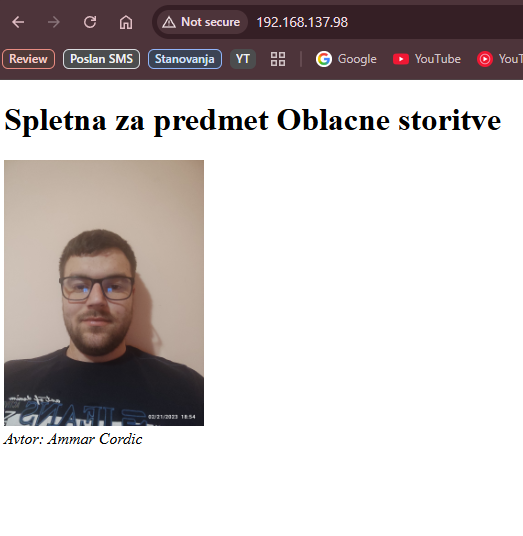 Not secure 192.168.137.98
Review Poslan SMS Stanovanja YT Google YouTube
Spletna za predmet Oblacne storitve
02/21/2023 18:54
Avtor: Ammar Cordic